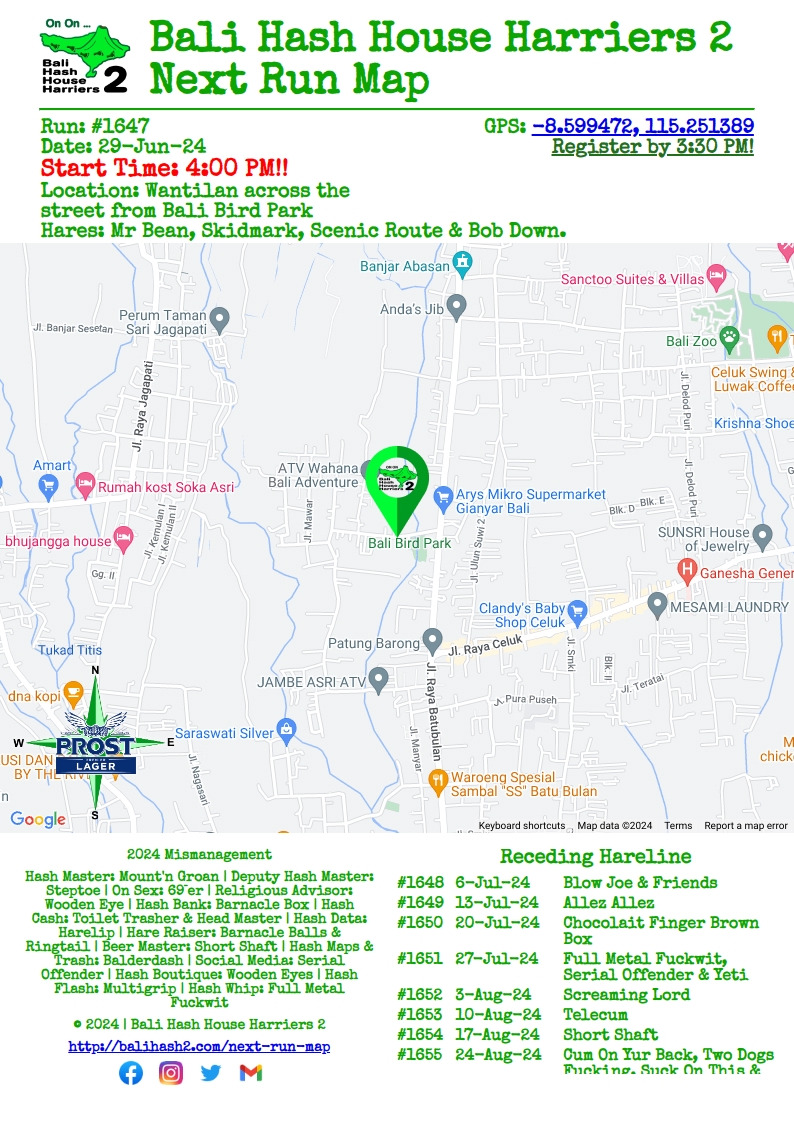 On On ...
Bali
Hash
House
Harriers 2
Bali Hash House Harriers 2
Next Run Map
Run: #1647
Date: 29-Jun-24
Start Time: 4:00 PM!!
Location: Wantilan across the
street from Bali Bird Park
Hares: Mr Bean, Skidmark, Scenic Route & Bob Down.
GPS: -8.599472, 115.251389
Register by 3:30 PM!
Banjar Abasan
Sanctoo Suites & Villas
Perum Taman
Sari Jagapati
Anda's Jib
Jl. Banjar Sesetan
Bali Zoo
Celuk Swing &
Luwak Coffe
Jl. Raya Jagapati
Jl. Delod Puri
Krishna Shoe
Amart
ATV Wahana
Bali Adventure
On On
Bali
Hash
House
Harriers 2
Rumah kost Soka Asri
Arys Mikro Supermarket
Gianyar Bali
Jl. Delod Puri
Blk. D
Blk. E
Jl. Mawar
Jl. Kemulan I
Jl. Kemulan II
Jl. Ulun Suwi 2
bhujangga house
Bali Bird Park
SUNSRI House
of Jewelry
Gg. II
Ganesha Gener
Clandy's Baby
Shop Celuk
MESAMI LAUNDRY
Patung Barong
Jl. Raya Celuk
Tukad Titis
Jl. Smki
Blk. II
JAMBE ASRI ATV
Jl. Raya Batubulan
Jl. Teratai
Jl. Pura Puseh
N
dna kopi
Saraswati Silver
W
E
PROST
LAGER
USI DAN
BY THE RIV
Jl. Manyar
M
chick
Jl. Nagasari
Waroeng Spesial
Sambal "SS" Batu Bulan
n
S
Google
Keyboard shortcuts
Map data ©2024
Terms
Report a map error
2024 Mismanagement
Hash Master: Mount'n Groan | Deputy Hash Master:
Steptoe | On Sex: 69'er | Religious Advisor:
Wooden Eye | Hash Bank: Barnacle Box | Hash
Cash: Toilet Trasher & Head Master | Hash Data:
Harelip | Hare Raiser: Barnacle Balls &
Ringtail | Beer Master: Short Shaft | Hash Maps &
Trash: Balderdash | Social Media: Serial
Offender | Hash Boutique: Wooden Eyes | Hash
Flash: Multigrip | Hash Whip: Full Metal
Fuckwit
© 2024 | Bali Hash House Harriers 2
http://balihash2.com/next-run-map
Receding Hareline
#1648 6-Jul-24 Blow Joe & Friends
#1649 13-Jul-24 Allez Allez
#1650 20-Jul-24 Chocolait Finger Brown
Box
#1651 27-Jul-24 Full Metal Fuckwit,
Serial Offender & Yeti
#1652 3-Aug-24 Screaming Lord
#1653 10-Aug-24 Telecum
#1654 17-Aug-24 Short Shaft
#1655 24-Aug-24 Cum On Yur Back, Two Dogs
Fucking, Suck On This &